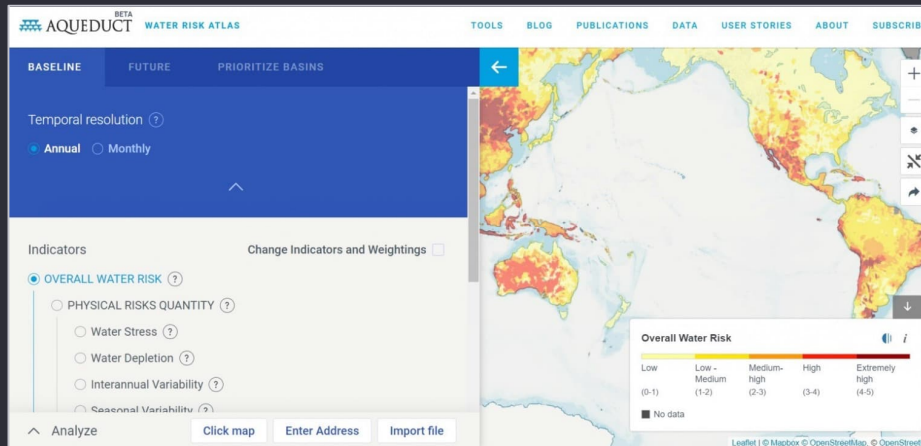 BETA
AQUEDUCT WATER RISK ATLAS
TOOLS BLOG PUBLICATIONS DATA USER STORIES ABOUT SUBSCRIB
BASELINE FUTURE PRIORITIZE BASINS
Temporal resolution ?
Annual Monthly
Indicators Change Indicators and Weightings
OVERALL WATER RISK ?
PHYSICAL RISKS QUANTITY ?
Water Stress ?
Water Depletion ?
Interannual Variability ?
Seasonal Variability ?
Analyze Click map Enter Address Import file
Overall Water Risk i
Low Low - Medium Medium-high High Extremely high
(0-1) (1-2) (2-3) (3-4) (4-5)
No data
Leaflet | © Mapbox © OpenStreetMap, © OpenStreet